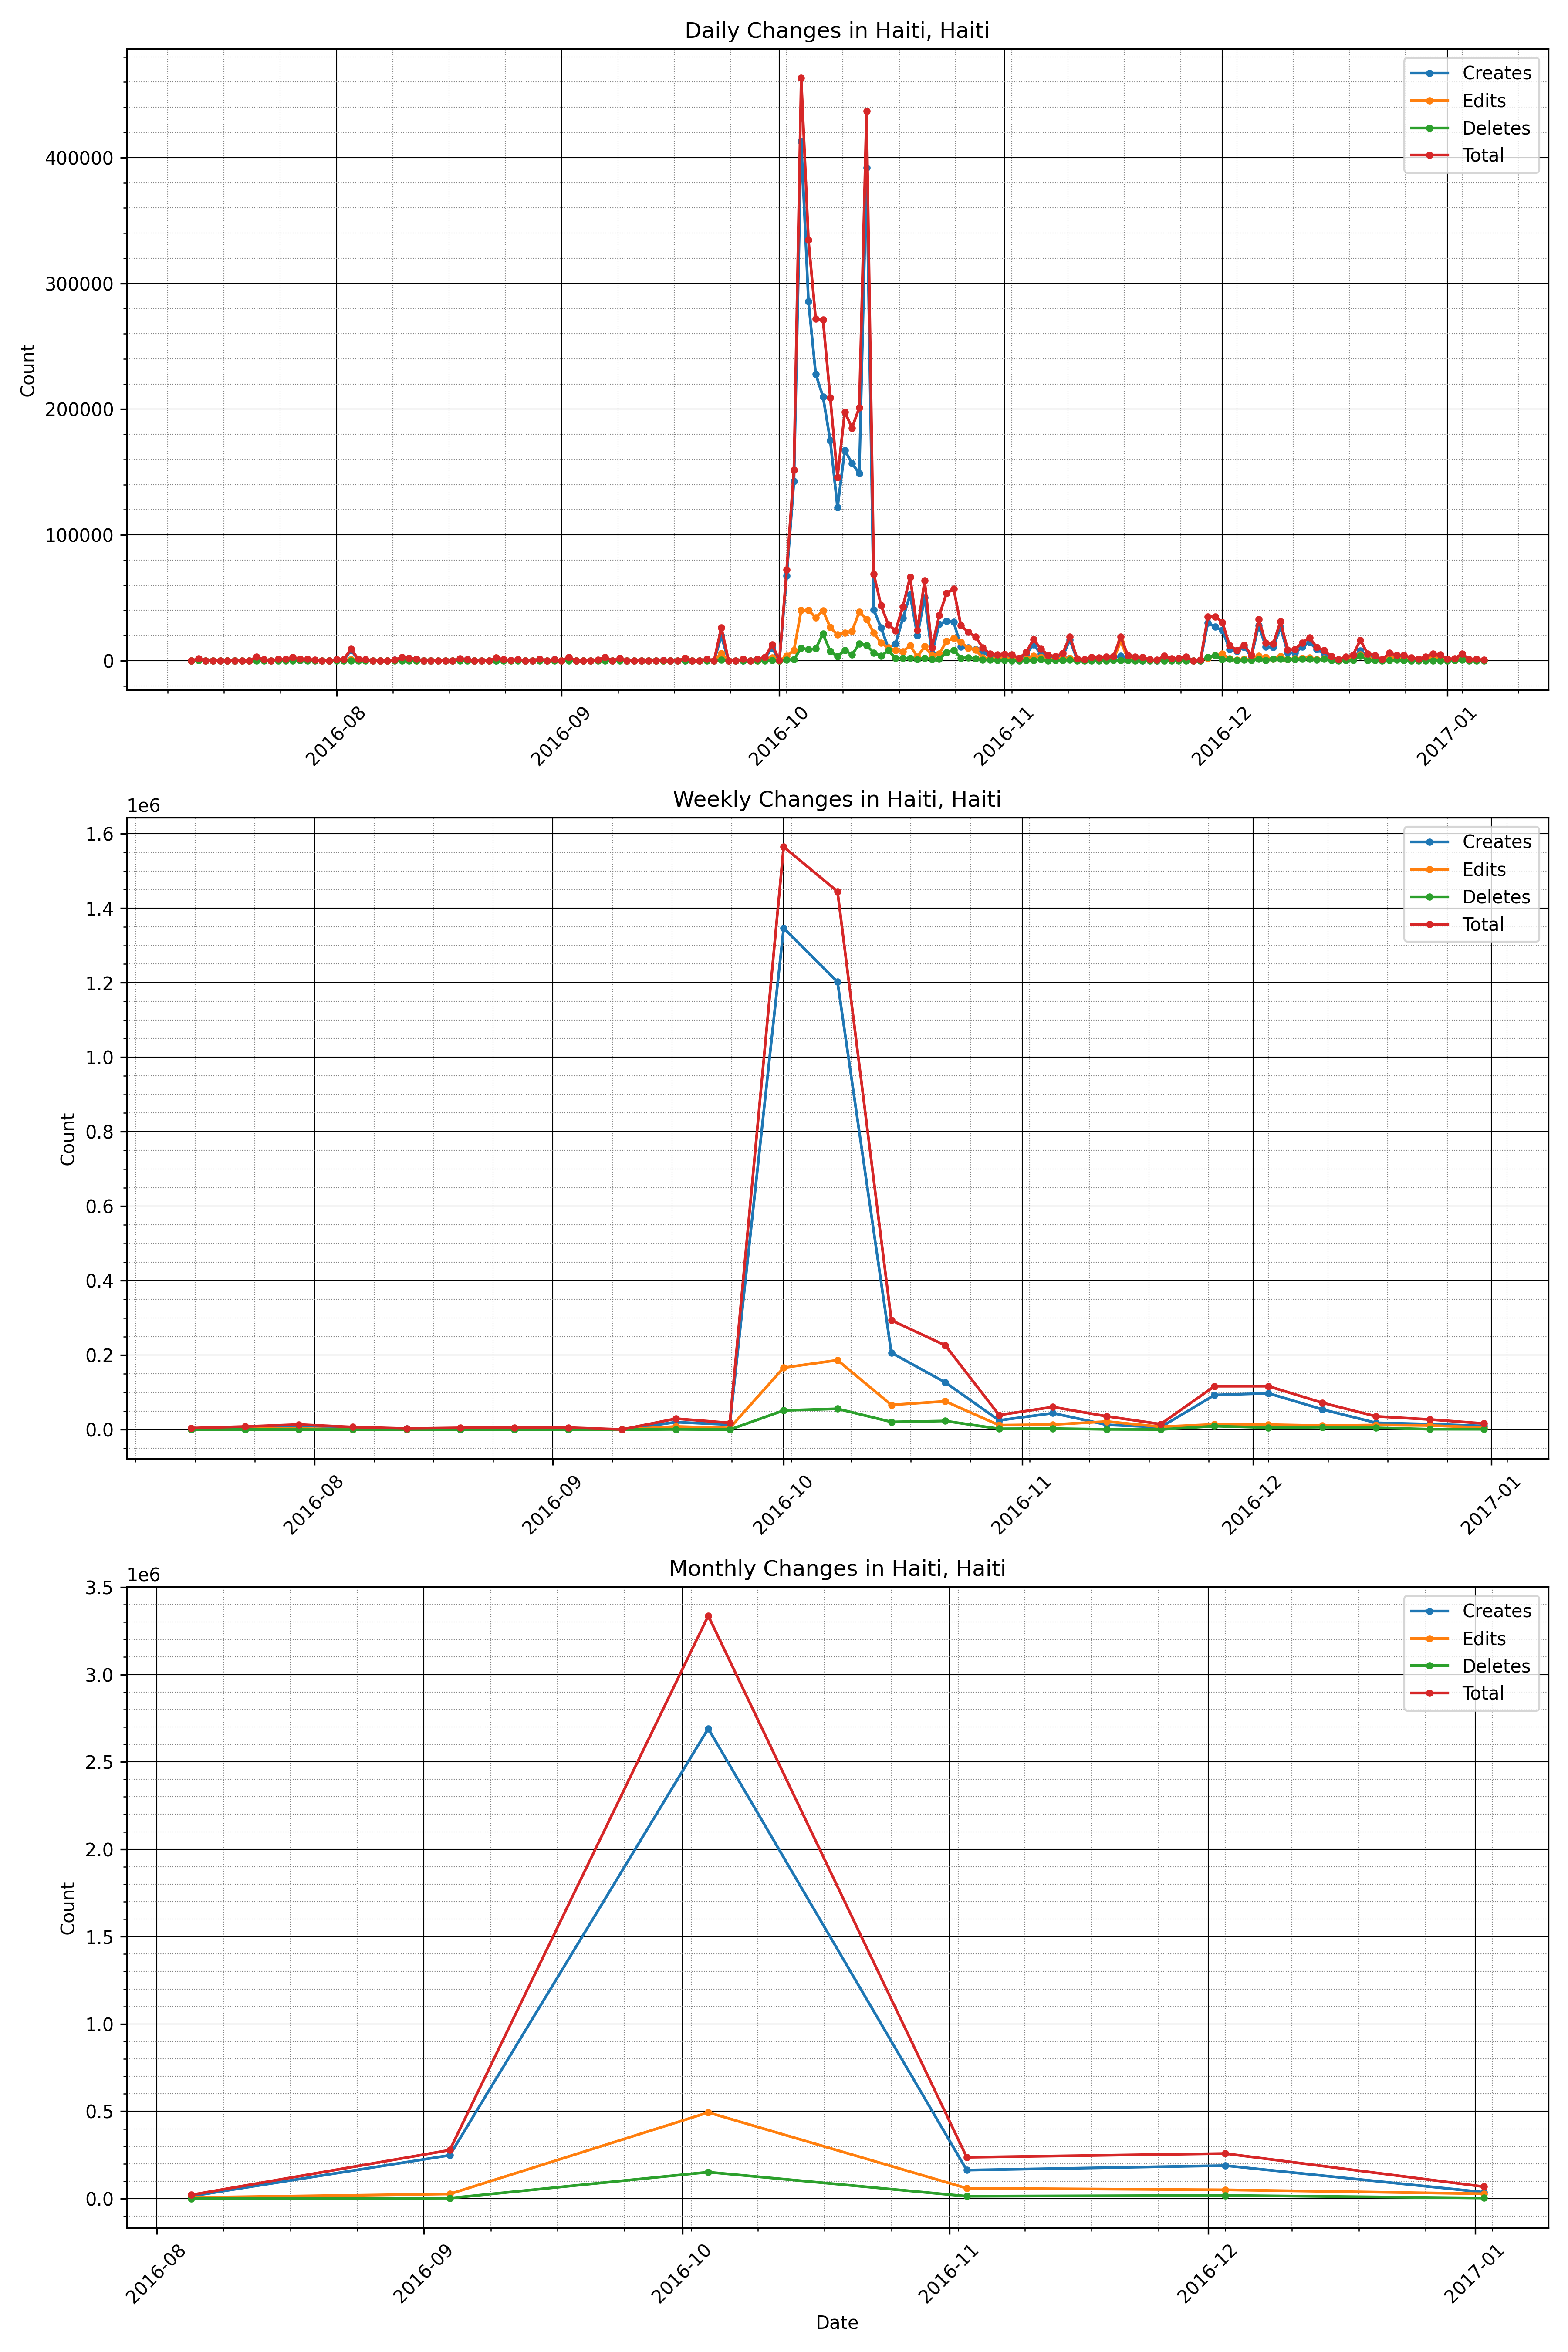 Daily Changes in Haiti, Haiti
Creates
Edits
Deletes
Total
Count
400000
300000
200000
100000
0
2016-08
2016-09
2016-10
2016-11
2016-12
2017-01
Weekly Changes in Haiti, Haiti
1e6
Creates
Edits
Deletes
Total
Count
1.6
1.4
1.2
1.0
0.8
0.6
0.4
0.2
0.0
2016-08
2016-09
2016-10
2016-11
2016-12
2017-01
Monthly Changes in Haiti, Haiti
1e6
Creates
Edits
Deletes
Total
Count
3.5
3.0
2.5
2.0
1.5
1.0
0.5
0.0
2016-08
2016-09
2016-10
2016-11
2016-12
2017-01
Date